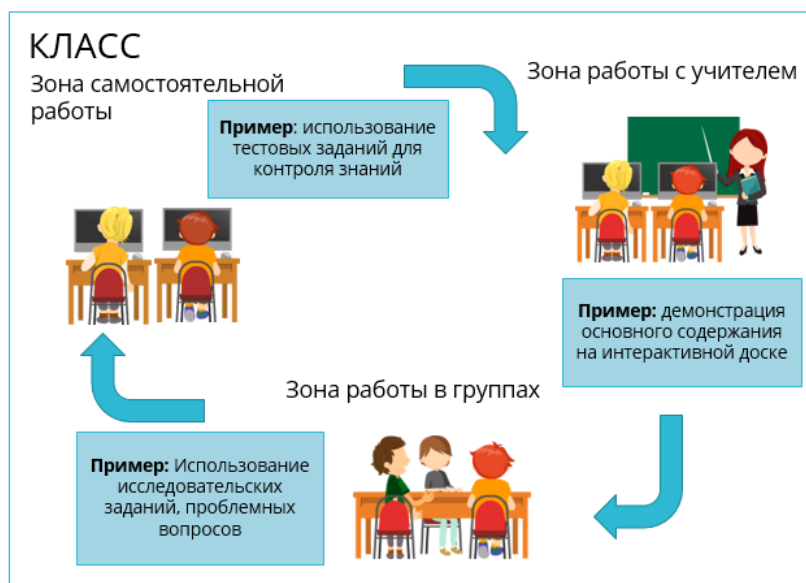 КЛАСС
Зона самостоятельной
работы
Пример: использование
тестовых заданий для
контроля знаний
Зона работы с учителем
Пример: демонстрация
основного содержания
на интерактивной доске
Зона работы в группах
Пример: Использование
исследовательских
заданий, проблемных
вопросов